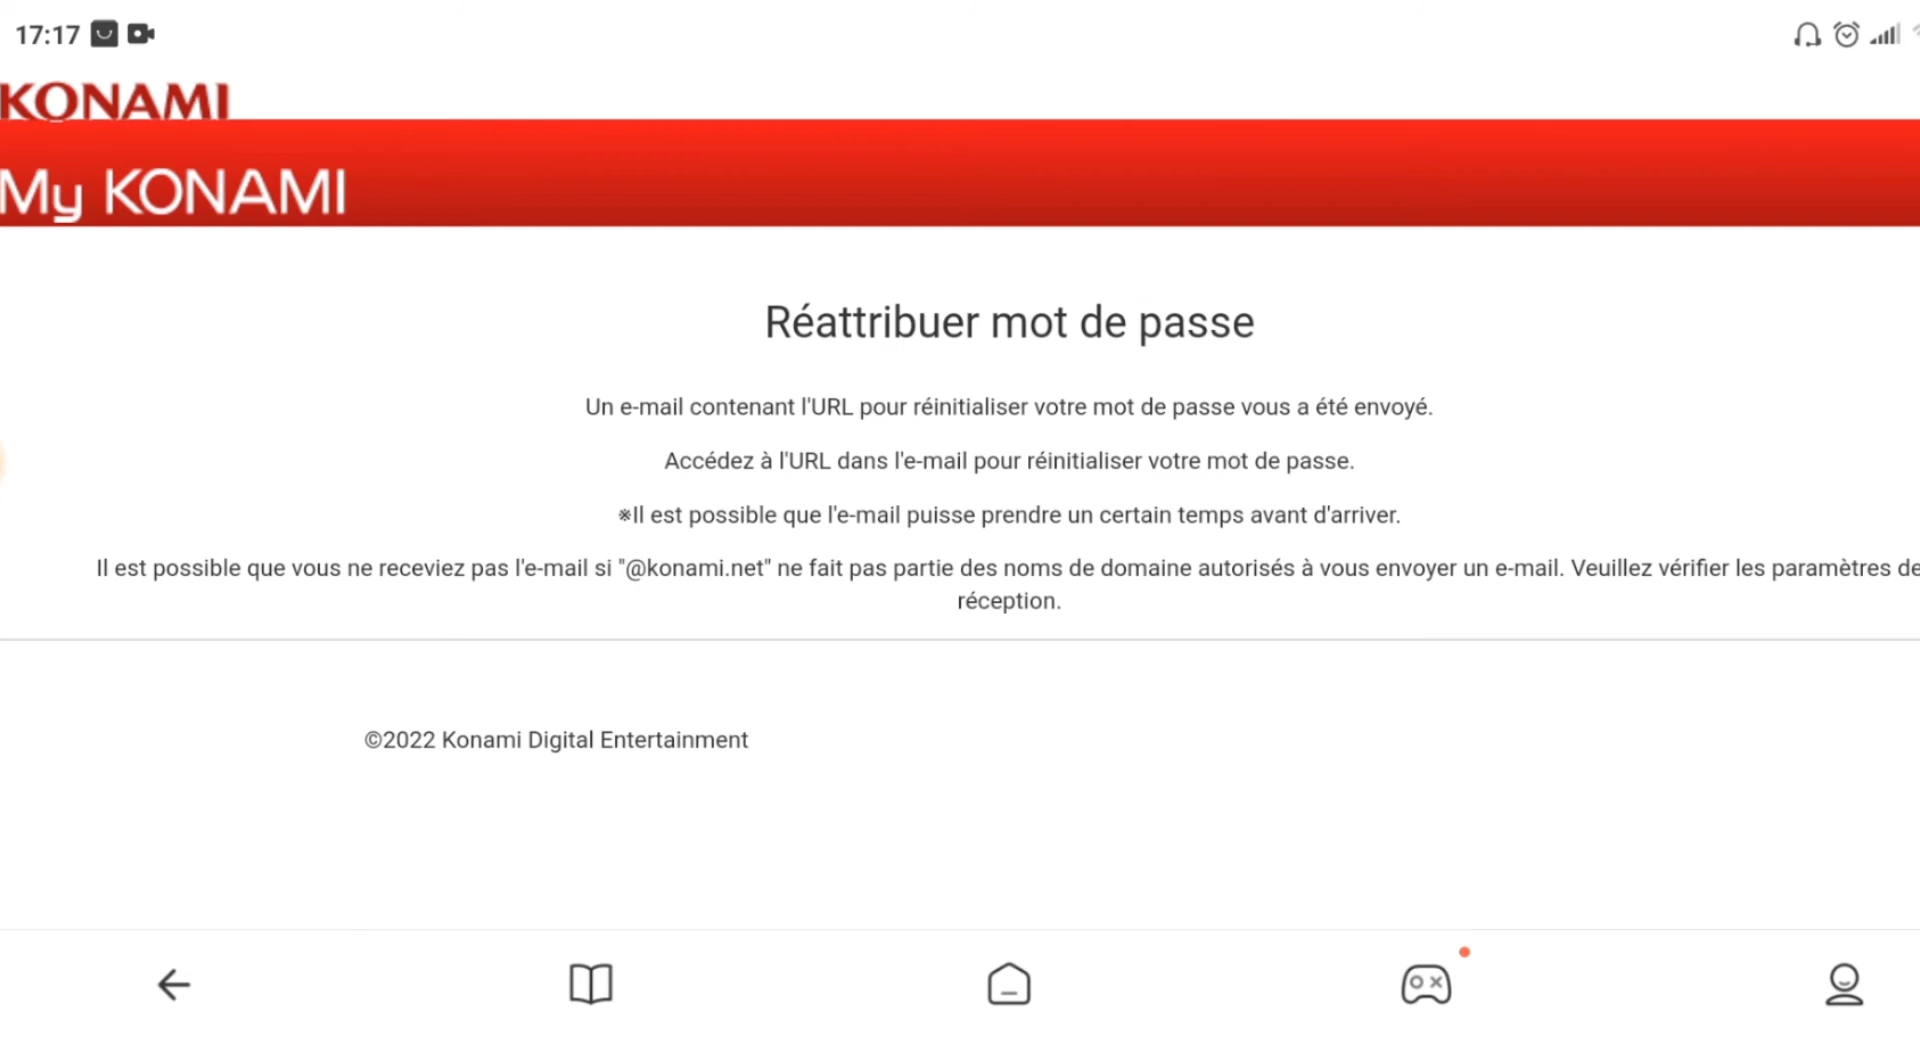 17:17
KONAMI
My KONAMI
Réattribuer mot de passe
Un e-mail contenant l'URL pour réinitialiser votre mot de passe vous a été envoyé.
Accédez à l'URL dans l'e-mail pour réinitialiser votre mot de passe.
※Il est possible que l'e-mail puisse prendre un certain temps avant d'arriver.
Il est possible que vous ne receviez pas l'e-mail si "@konami.net" ne fait pas partie des noms de domaine autorisés à vous envoyer un e-mail. Veuillez vérifier les paramètres de
réception.
©2022 Konami Digital Entertainment